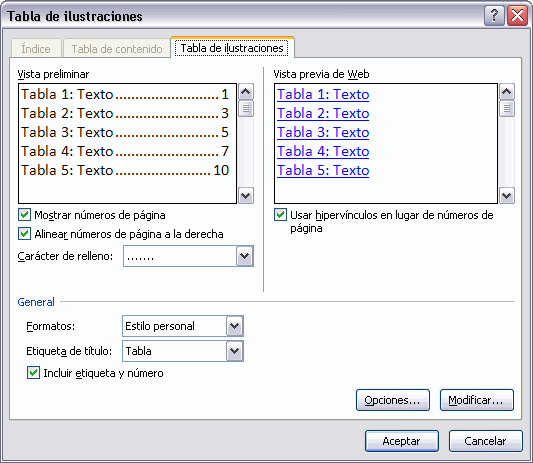 Tabla de ilustraciones
Índice
Tabla de contenido
Tabla de ilustraciones
Vista preliminar
Tabla 1: Texto.......................... 1
Tabla 2: Texto.......................... 3
Tabla 3: Texto.......................... 5
Tabla 4: Texto.......................... 7
Tabla 5: Texto........................ 10
Mostrar números de página
Alinear números de página a la derecha
Carácter de relleno: .......
Vista previa de Web
Tabla 1: Texto
Tabla 2: Texto
Tabla 3: Texto
Tabla 4: Texto
Tabla 5: Texto
Usar hipervínculos en lugar de números de
página
General
Formatos: Estilo personal
Etiqueta de título: Tabla
Incluir etiqueta y número
Opciones... Modificar...
Aceptar Cancelar